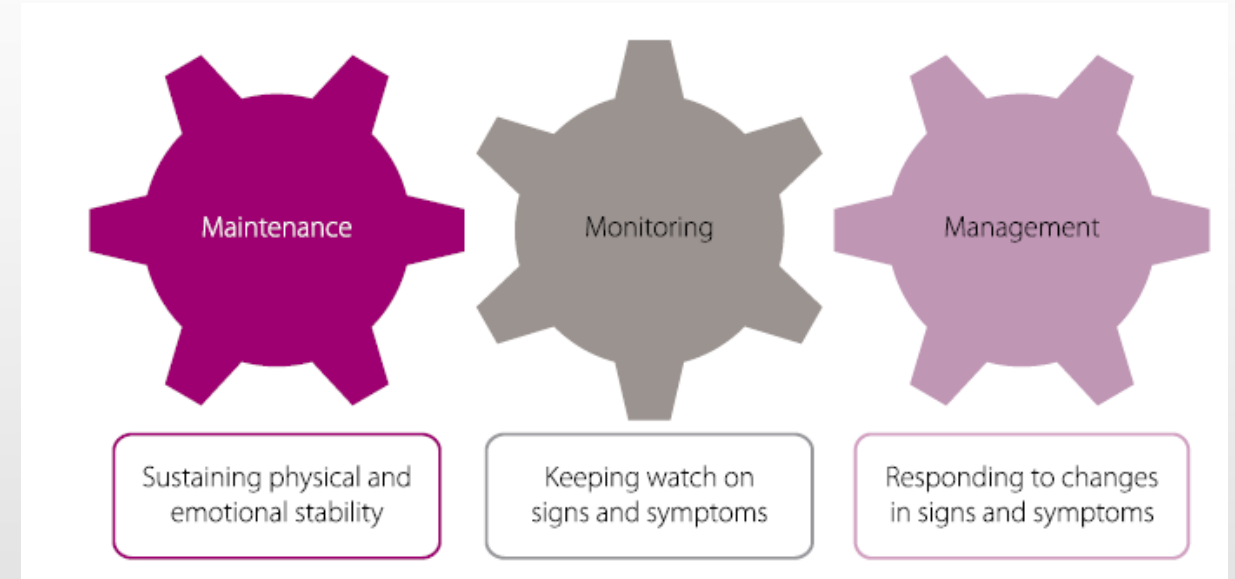 Maintenance
Monitoring
Management
Sustaining physical and
emotional stability
Keeping watch on
signs and symptoms
Responding to changes
in signs and symptoms